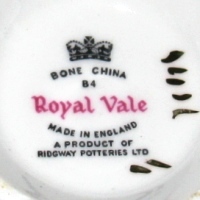 BONE CHINA
B4
Royal Vale
MADE IN ENGLAND
A PRODUCT OF
RIDGWAY POTTERIES LTD